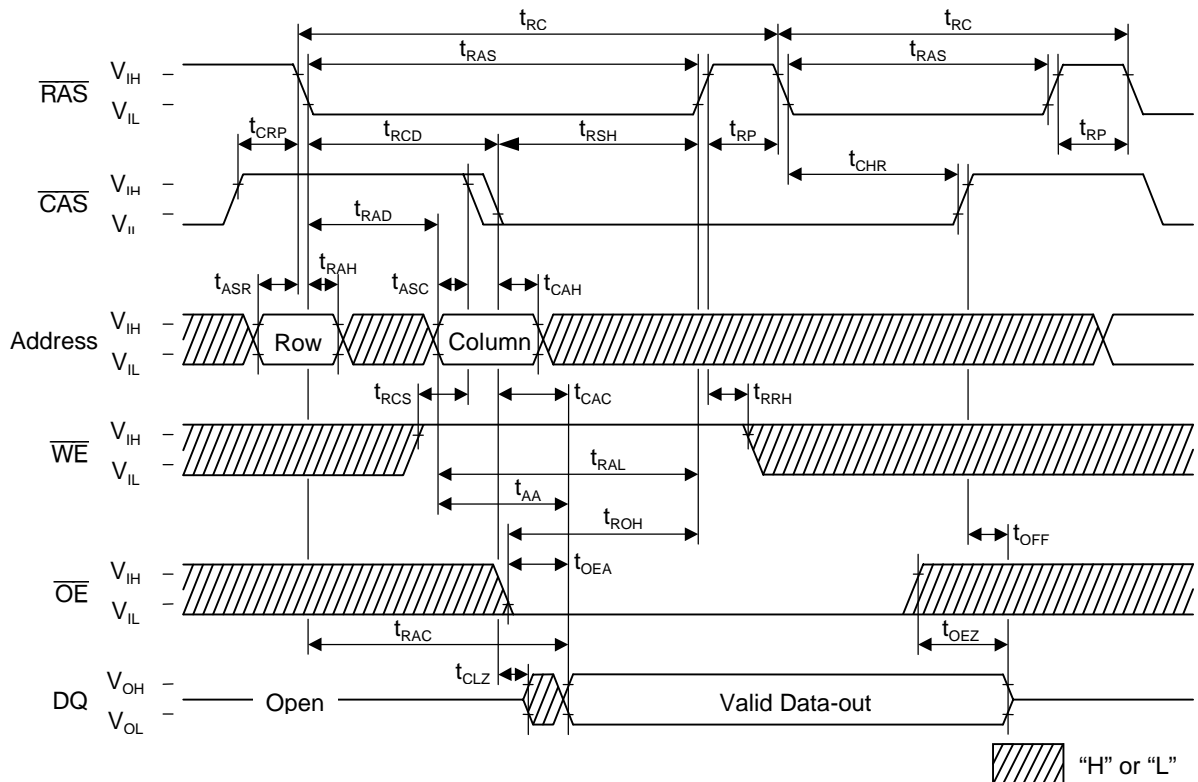 tRC tRC
tRAS tRAS
RAS VIH
VIL
tCRP tRCD tRSH tRP tRP
tCHR
CAS VIH
VIL
tRAD
tASR tRAH tASC tCAH
Address VIH
VIL
Row Column
tRCS tCAC tRRH
WE VIH
VIL
tRAL
tAA
tROH
tOFF
tOEA
OE VIH
VIL
tRAC tOEZ
tCLZ
DQ VOH
VOL
Open Valid Data-out
“H” or “L”